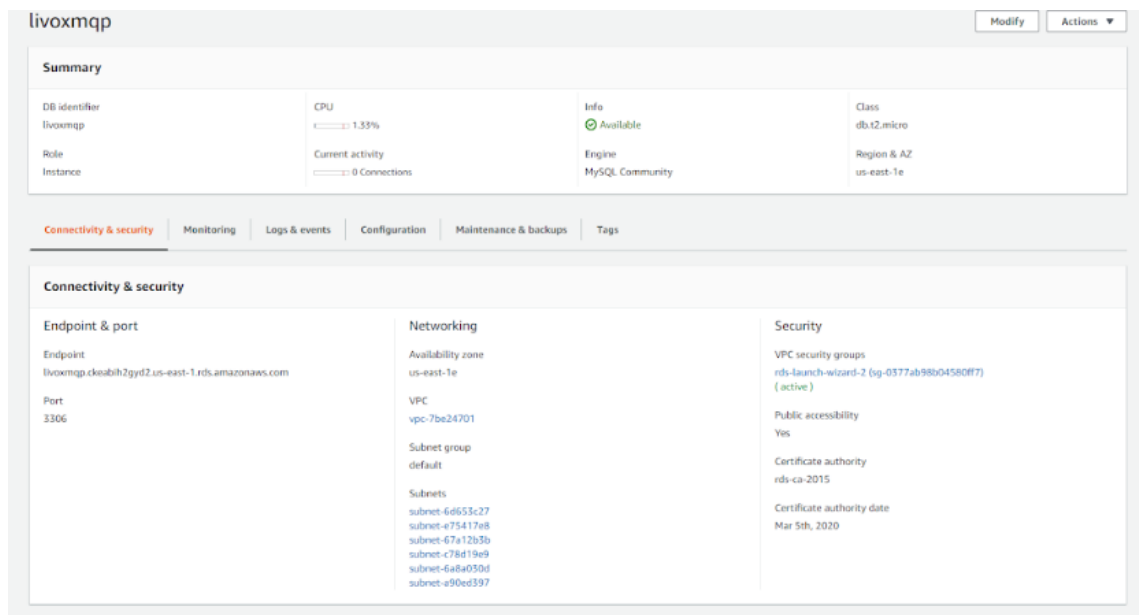 livoxmqp
Modify
Actions ▼
Summary
DB identifier
livoxmqp
CPU
1.33%
Info
Available
Class
db.t2.micro
Role
Instance
Current activity
0 Connections
Engine
MySQL Community
Region & AZ
us-east-1e
Connectivity & security
Monitoring
Logs & events
Configuration
Maintenance & backups
Tags
Connectivity & security
Endpoint & port
Endpoint
livoxmqp.ckeabih2gyd2.us-east-1.rds.amazonaws.com
Port
3306
Networking
Availability zone
us-east-1e
VPC
vpc-7be24701
Subnet group
default
Subnets
subnet-6d653c27
subnet-e75417e8
subnet-67a12b3b
subnet-c78d19e9
subnet-6a8a030d
subnet-a90ed397
Security
VPC security groups
rds-launch-wizard-2 (sg-0377ab98b04580ff7)
( active )
Public accessibility
Yes
Certificate authority
rds-ca-2015
Certificate authority date
Mar 5th, 2020